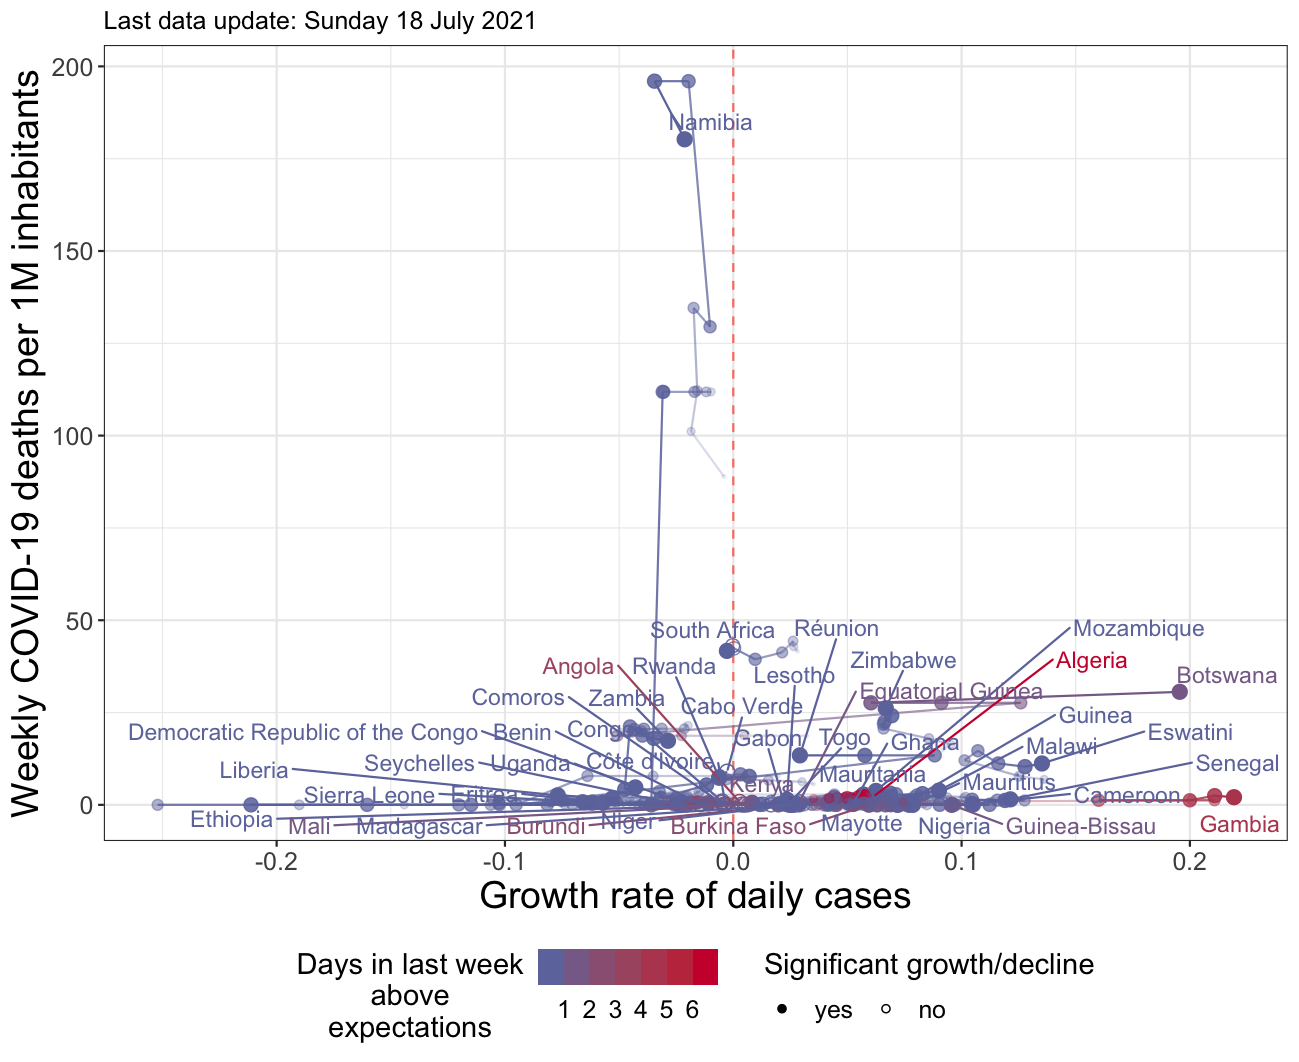 Last data update: Sunday 18 July 2021
Weekly COVID-19 deaths per 1M inhabitants
200
150
100
50
0
Namibia
South Africa
Réunion
Mozambique
Angola
Rwanda
Zimbabwe
Algeria
Lesotho
Botswana
Comoros
Zambia
Equatorial Guinea
Cabo Verde
Guinea
Democratic Republic of the Congo
Benin
Congo
Gabon
Togo
Ghana
Malawi
Eswatini
Seychelles
Uganda
Côte d'Ivoire
Senegal
Liberia
Mauritania
Kenya
Mauritius
Sierra Leone
Eritrea
Cameroon
Ethiopia
Mali
Madagascar
Burundi
Niger
Burkina Faso
Mayotte
Nigeria
Guinea-Bissau
Gambia
-0.2
-0.1
0.0
0.1
0.2
Growth rate of daily cases
Days in last week
above
expectations
1 2 3 4 5 6
Significant growth/decline
yes
no